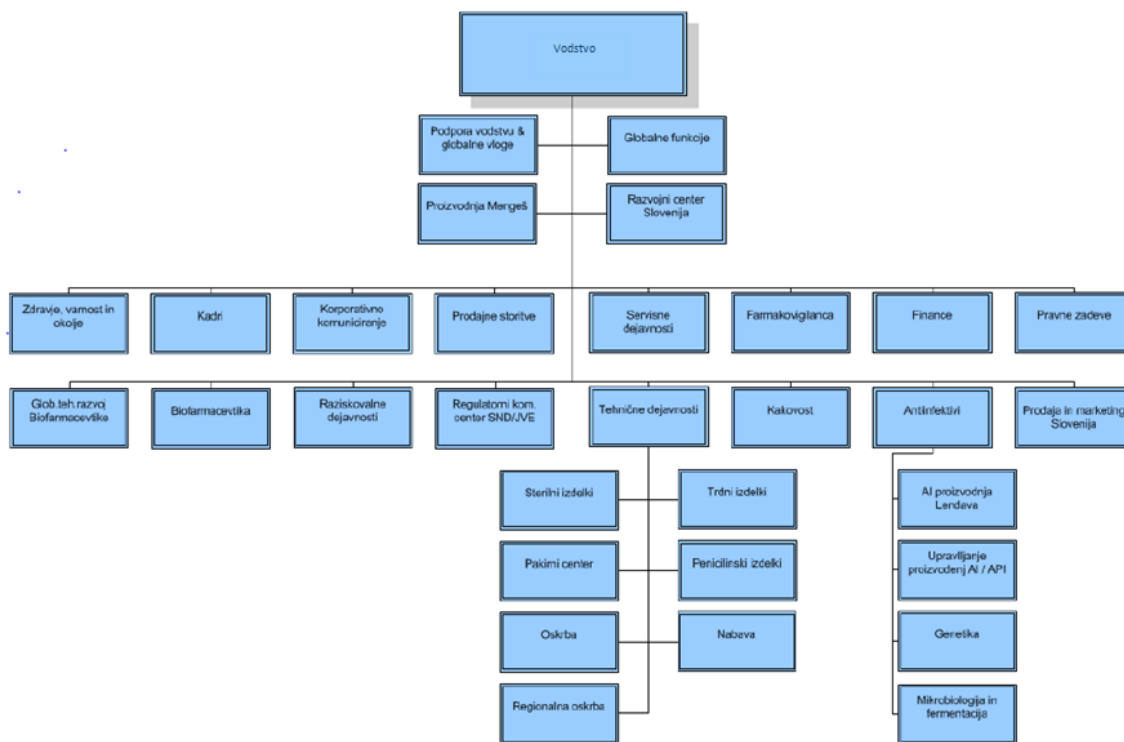 Vodstvo
Podpora vodstvu &
globalne vloge
Globalne funkcije
Proizvodnja Mengeš
Razvojni center
Slovenija
Zdravje, varnost in
okolje
Kadri
Korporativno
komuniciranje
Prodajne storitve
Servisne
dejavnosti
Farmakovigilanca
Finance
Pravne zadeve
Glob.teh.razvoj
Biofarmacevtike
Biofarmacevtika
Raziskovalne
dejavnosti
Regulatorni kom.
center SND/JVE
Tehnične dejavnosti
Kakovost
Antiinfektivi
Prodaja in marketing
Slovenija
Sterilni izdelki
Trdni izdelki
AI proizvodnja
Lendava
Pakirni center
Penicilinski izdelki
Upravljanje
proizvodenj AI / API
Oskrba
Nabava
Genetika
Regionalna oskrba
Mikrobiologija in
fermentacija